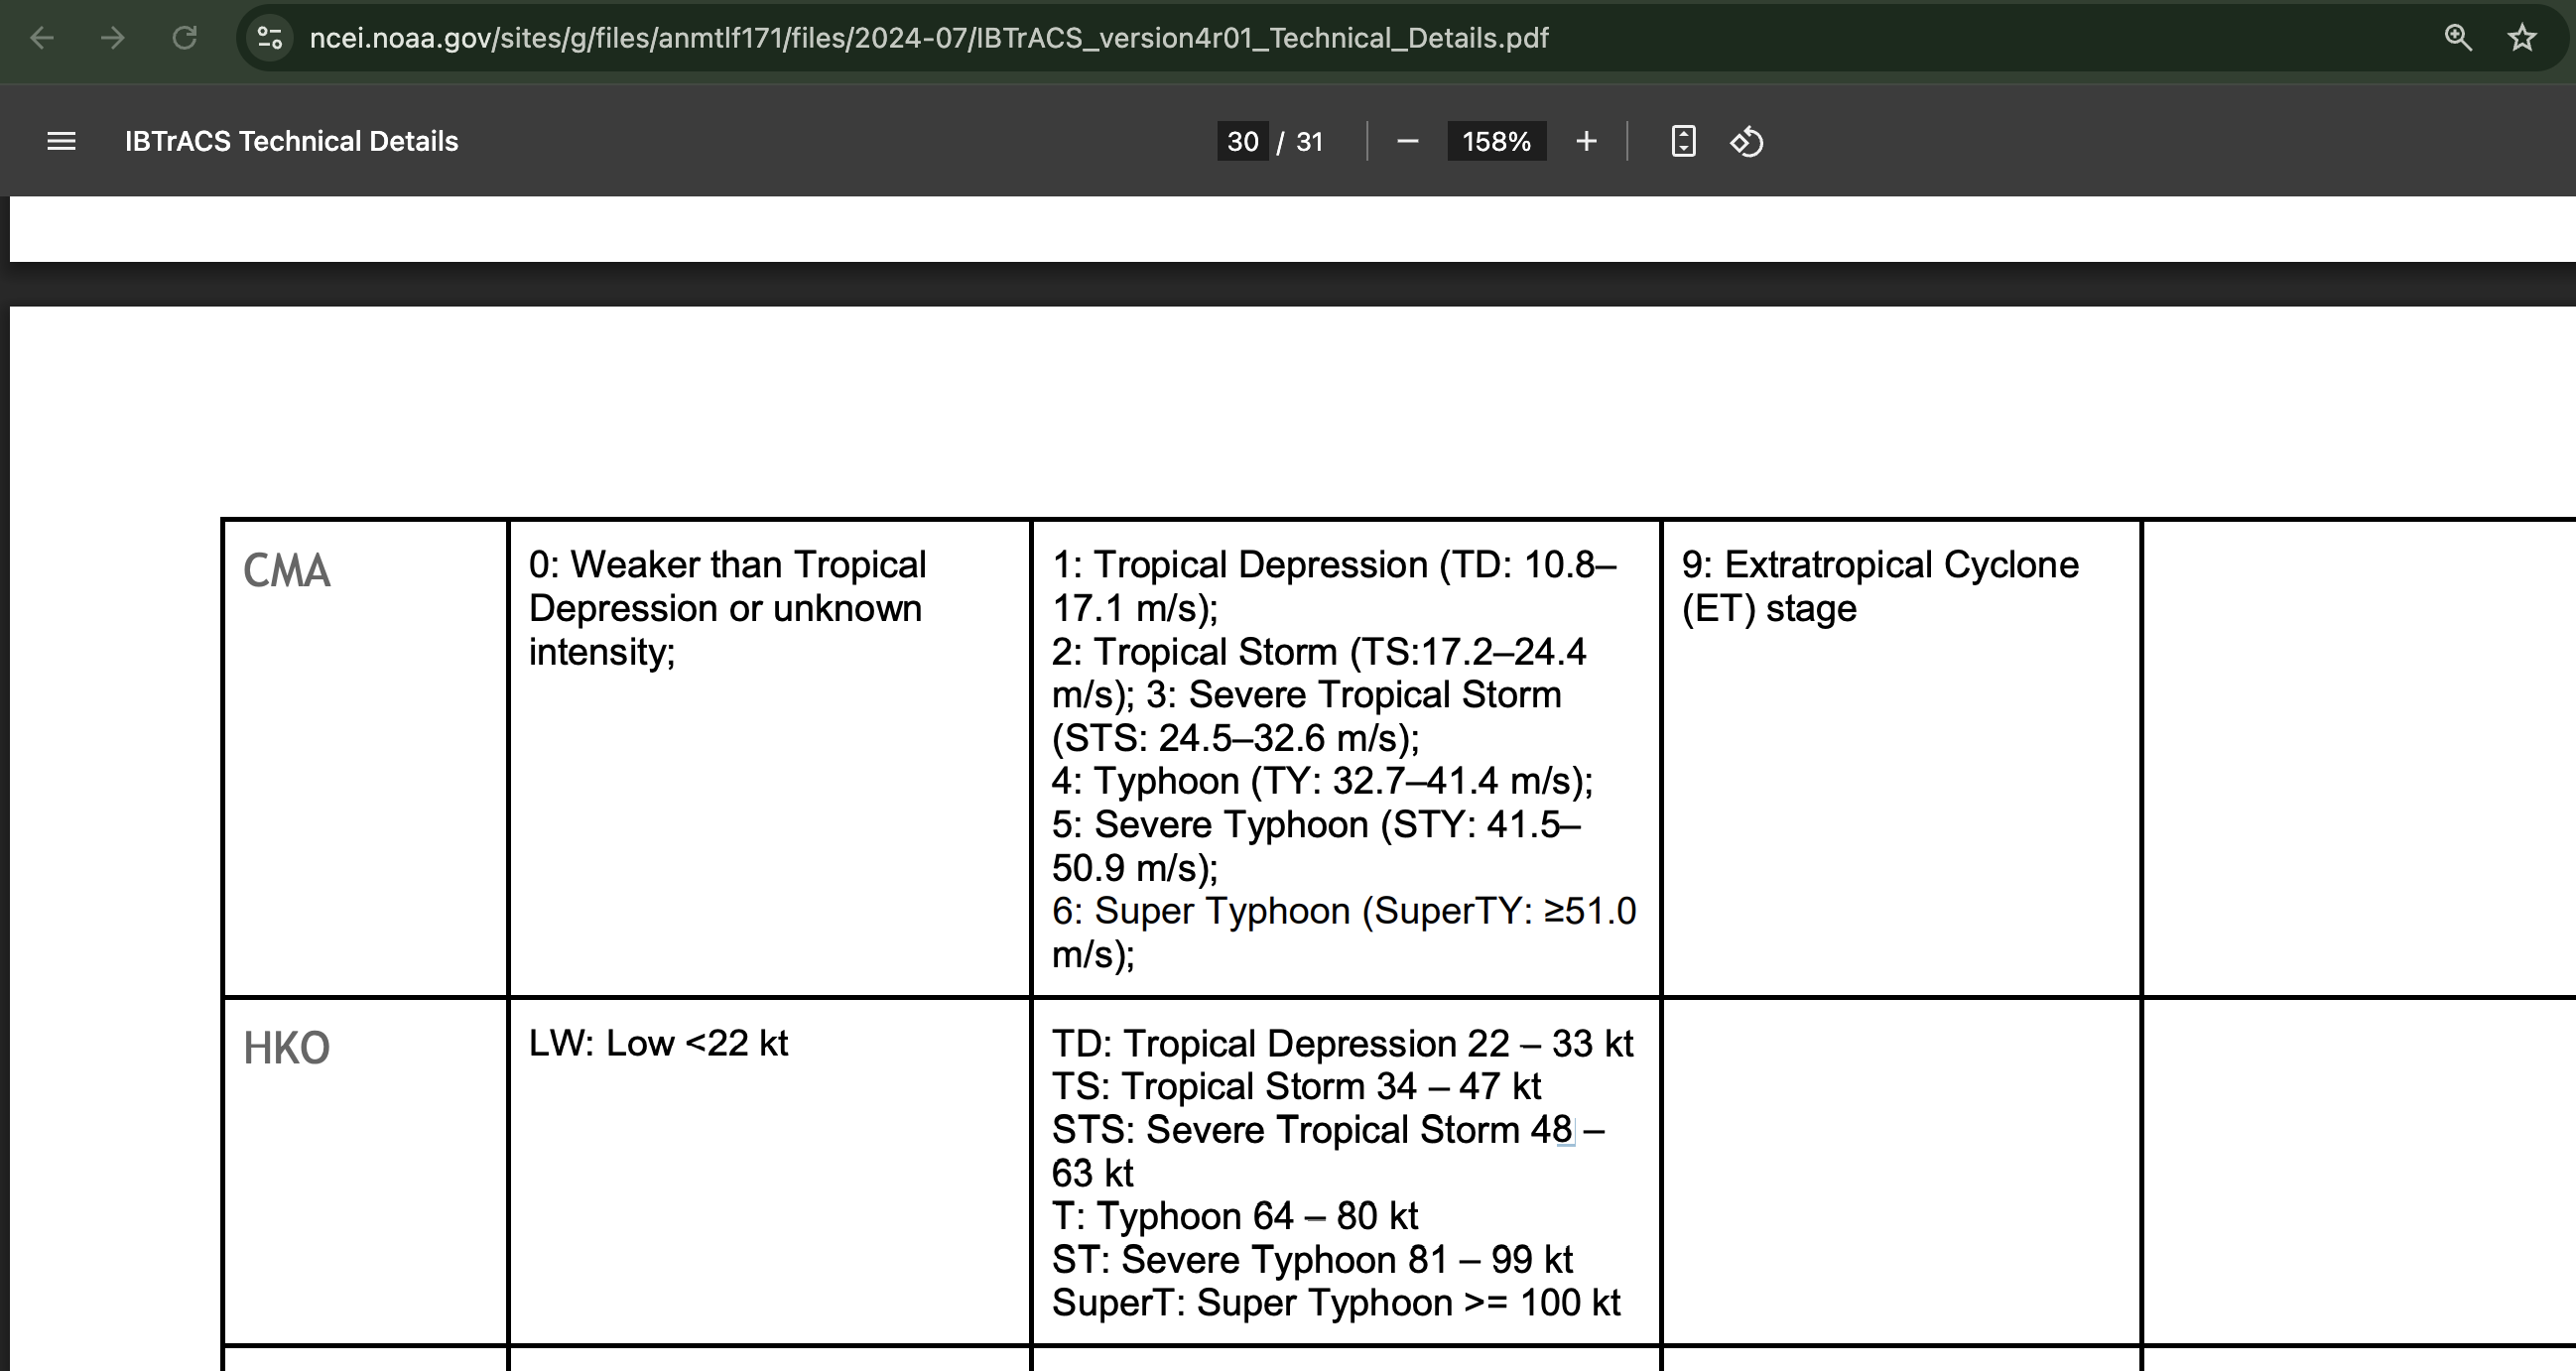 ncei.noaa.gov/sites/g/files/anmtlf171/files/2024-07/IBTrACS_version4r01_Technical_Details.pdf
IBTrACS Technical Details
30 / 31
158%
CMA
0: Weaker than Tropical
Depression or unknown
intensity;
1: Tropical Depression (TD: 10.8–
17.1 m/s);
2: Tropical Storm (TS:17.2–24.4
m/s); 3: Severe Tropical Storm
(STS: 24.5–32.6 m/s);
4: Typhoon (TY: 32.7–41.4 m/s);
5: Severe Typhoon (STY: 41.5–
50.9 m/s);
6: Super Typhoon (SuperTY: ≥51.0
m/s);
9: Extratropical Cyclone
(ET) stage
HKO
LW: Low <22 kt
TD: Tropical Depression 22 – 33 kt
TS: Tropical Storm 34 – 47 kt
STS: Severe Tropical Storm 48 –
63 kt
T: Typhoon 64 – 80 kt
ST: Severe Typhoon 81 – 99 kt
SuperT: Super Typhoon >= 100 kt